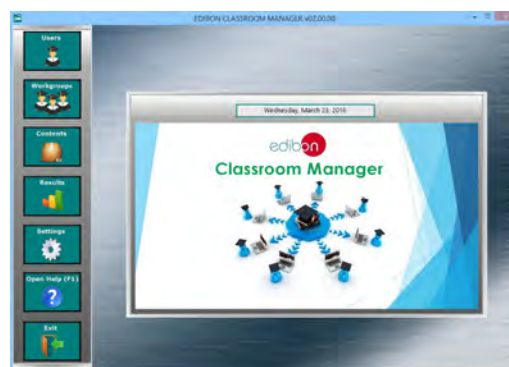 EDIBON CLASSROOM MANAGER v02.00.00
Users
Workgroups
Contents
Results
Settings
Open Help (F1)
Exit
Wednesday, March 23, 2016
edibon
Classroom Manager